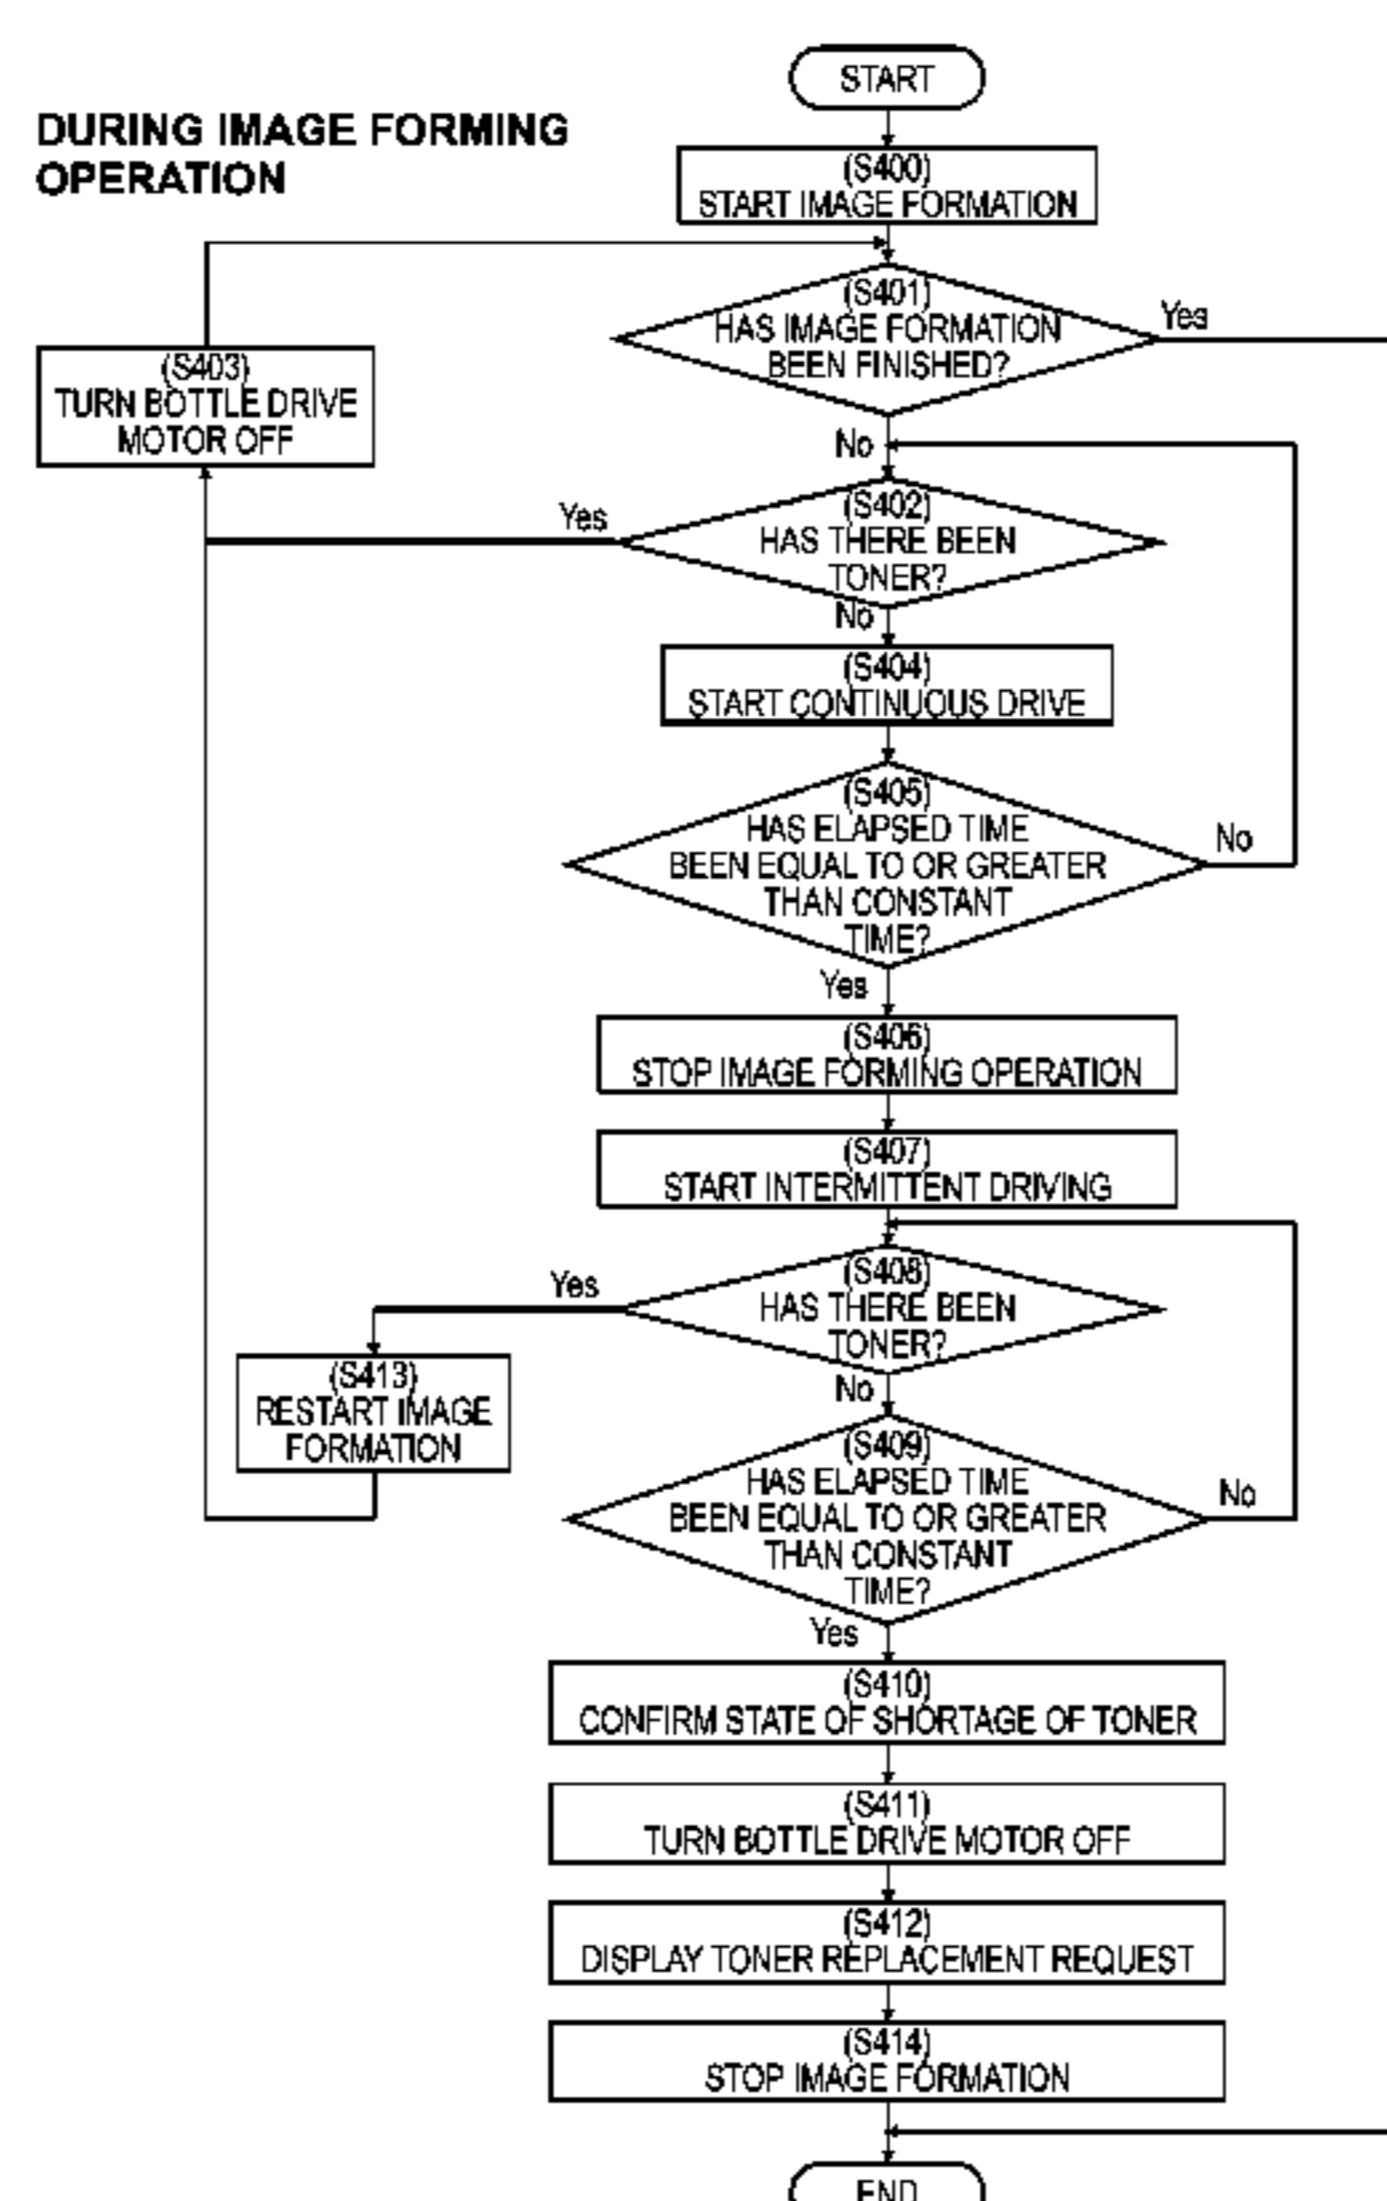 START
DURING IMAGE FORMING
OPERATION
(S400)
START IMAGE FORMATION
(S401)
HAS IMAGE FORMATION
BEEN FINISHED?
Yes
(S403)
TURN BOTTLE DRIVE
MOTOR OFF
No
(S402)
HAS THERE BEEN
TONER?
Yes
No
(S404)
START CONTINUOUS DRIVE
(S405)
HAS ELAPSED TIME
BEEN EQUAL TO OR GREATER
THAN CONSTANT
TIME?
No
Yes
(S406)
STOP IMAGE FORMING OPERATION
(S407)
START INTERMITTENT DRIVING
(S408)
HAS THERE BEEN
TONER?
Yes
(S413)
RESTART IMAGE
FORMATION
No
(S409)
HAS ELAPSED TIME
BEEN EQUAL TO OR GREATER
THAN CONSTANT
TIME?
No
Yes
(S410)
CONFIRM STATE OF SHORTAGE OF TONER
(S411)
TURN BOTTLE DRIVE MOTOR OFF
(S412)
DISPLAY TONER REPLACEMENT REQUEST
(S414)
STOP IMAGE FORMATION
END